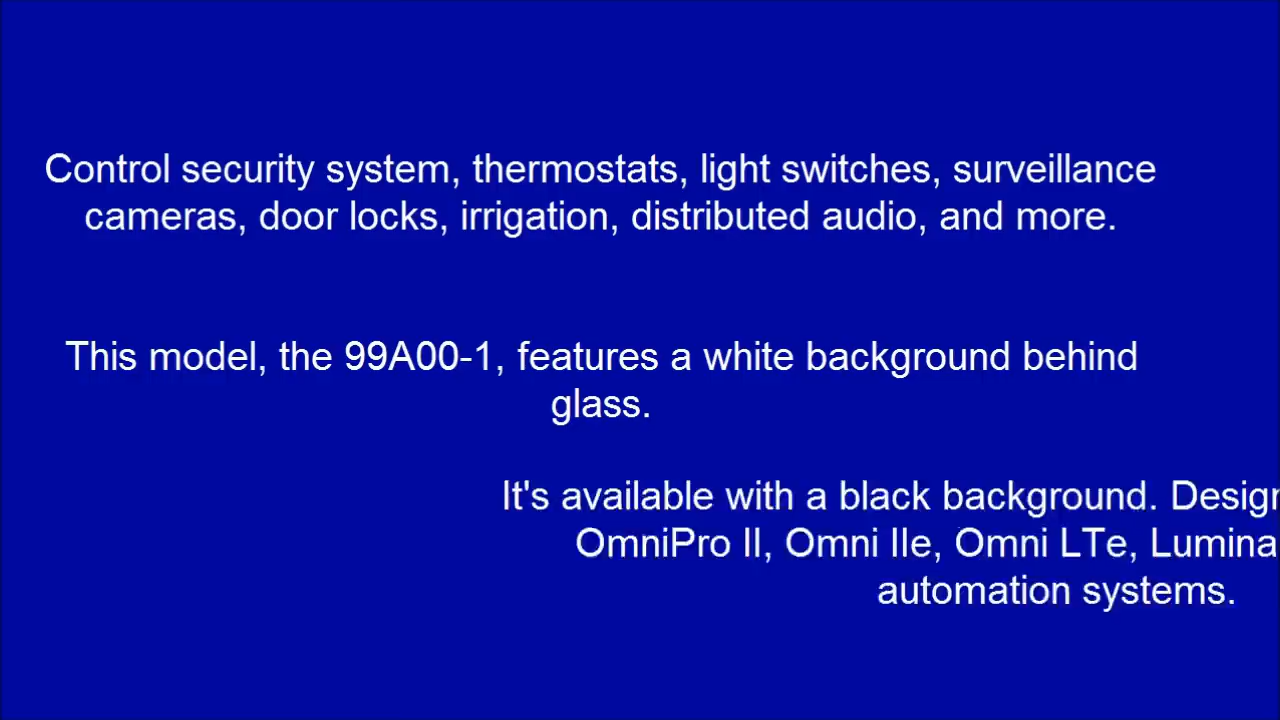 Control security system, thermostats, light switches, surveillance
cameras, door locks, irrigation, distributed audio, and more.
This model, the 99A00-1, features a white background behind
glass.
It's available with a black background.
OmniPro II, Omni IIe, Omni LTe, Lumina
automation systems.